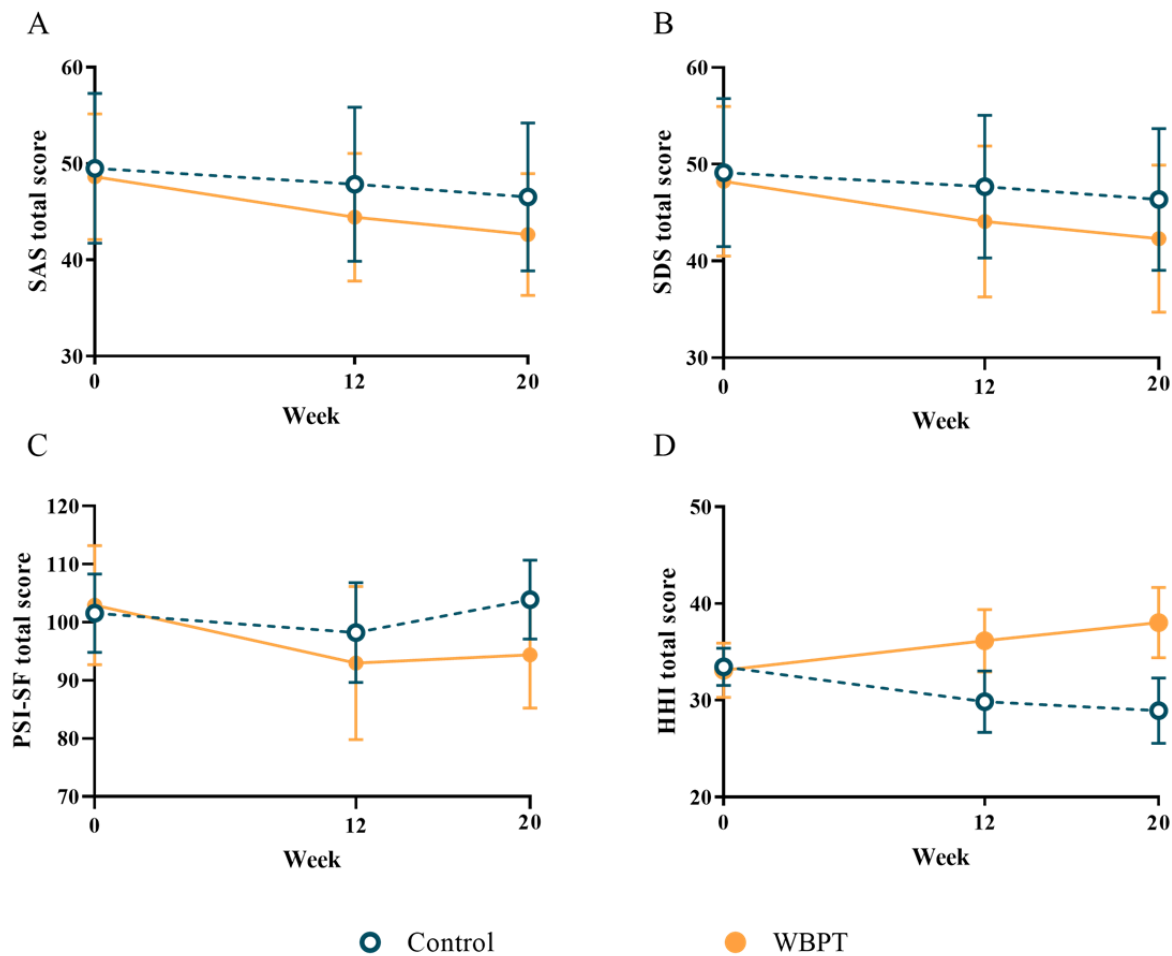 A
60
50
40
30
SAS total score
0 12 20
Week
B
60
50
40
30
SDS total score
0 12 20
Week
C
120
110
100
90
80
70
PSI-SF total score
0 12 20
Week
D
50
40
30
20
HHI total score
0 12 20
Week
Control WBPT